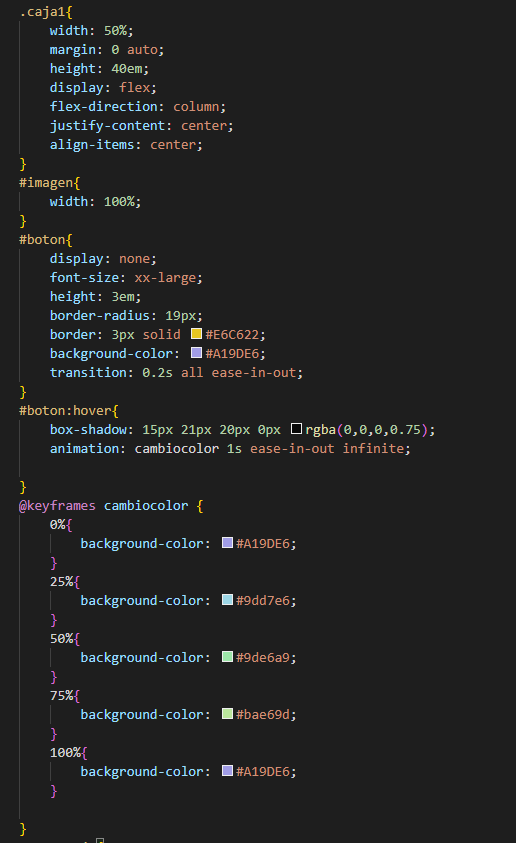 .caja1{
    width: 50%;
    margin: 0 auto;
    height: 40em;
    display: flex;
    flex-direction: column;
    justify-content: center;
    align-items: center;
}
#imagen{
    width: 100%;
}
#boton{
    display: none;
    font-size: xx-large;
    height: 3em;
    border-radius: 19px;
    border: 3px solid #E6C622;
    background-color: #A19DE6;
    transition: 0.2s all ease-in-out;
}
#boton:hover{
    box-shadow: 15px 21px 20px 0px rgba(0,0,0,0.75);
    animation: cambiocolor 1s ease-in-out infinite;
}
@keyframes cambiocolor {
    0%{
        background-color: #A19DE6;
    }
    25%{
        background-color: #9dd7e6;
    }
    50%{
        background-color: #9de6a9;
    }
    75%{
        background-color: #bae69d;
    }
    100%{
        background-color: #A19DE6;
    }
}